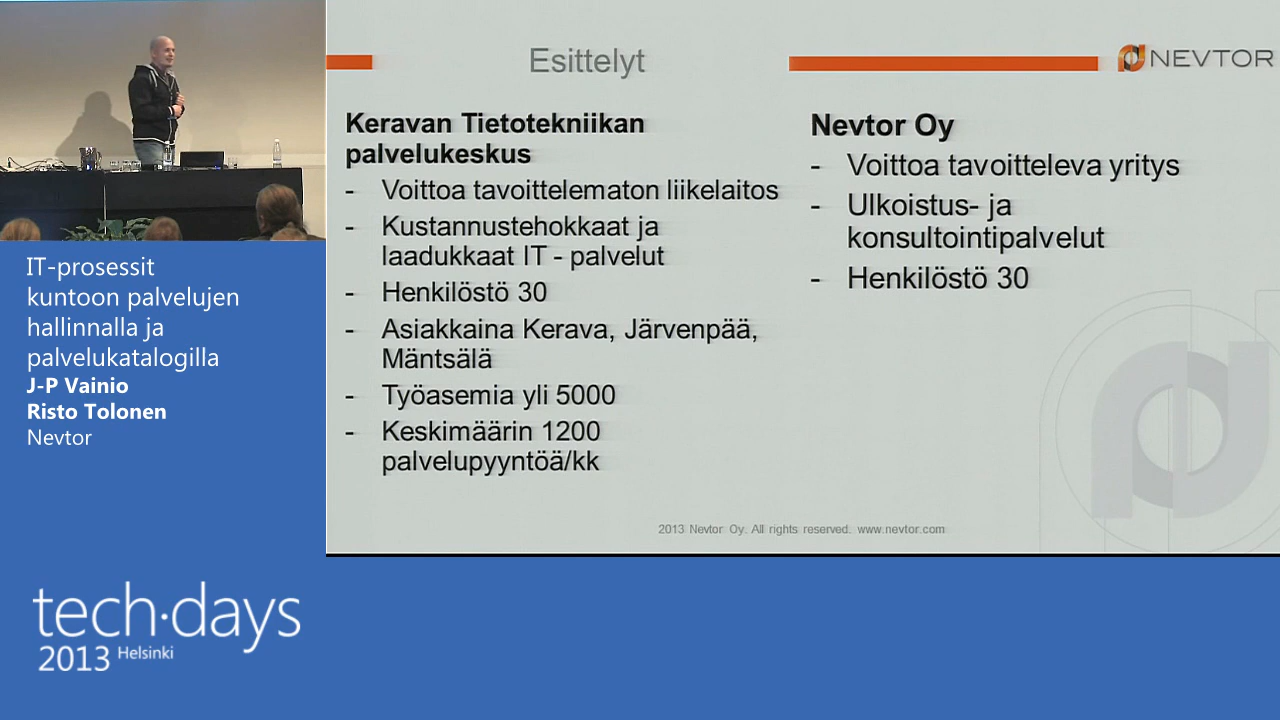 IT-prosessit
kuntoon palvelujen
hallinnalla ja
palvelukatalogilla
J-P Vainio
Risto Tolonen
Nevtor
tech·days
2013 Helsinki
Esittelyt
NEVTOR
Keravan Tietotekniikan
palvelukeskus
- Voittoa tavoittelematon liikelaitos
- Kustannustehokkaat ja
laadukkaat IT - palvelut
- Henkilöstö 30
- Asiakkaina Kerava, Järvenpää,
Mäntsälä
- Työasemia yli 5000
- Keskimäärin 1200
palvelupyyntöä/kk
Nevtor Oy
- Voittoa tavoitteleva yritys
- Ulkoistus- ja
konsultointipalvelut
- Henkilöstö 30
2013 Nevtor Oy. All rights reserved. www.nevtor.com